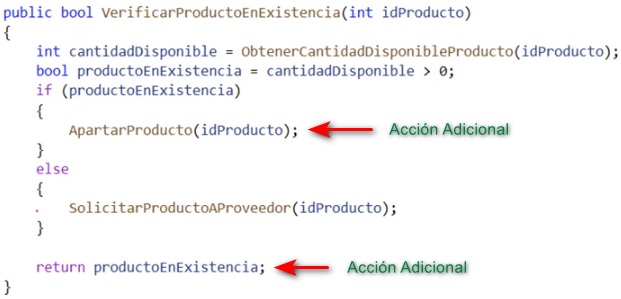 public bool VerificarProductoEnExistencia(int idProducto)
{
    int cantidadDisponible = ObtenerCantidadDisponibleProducto(idProducto);
    bool productoEnExistencia = cantidadDisponible > 0;
    if (productoEnExistencia)
    {
        ApartarProducto(idProducto); Acción Adicional
    }
    else
    {
        SolicitarProductoAProveedor(idProducto);
    }
    return productoEnExistencia; Acción Adicional
}